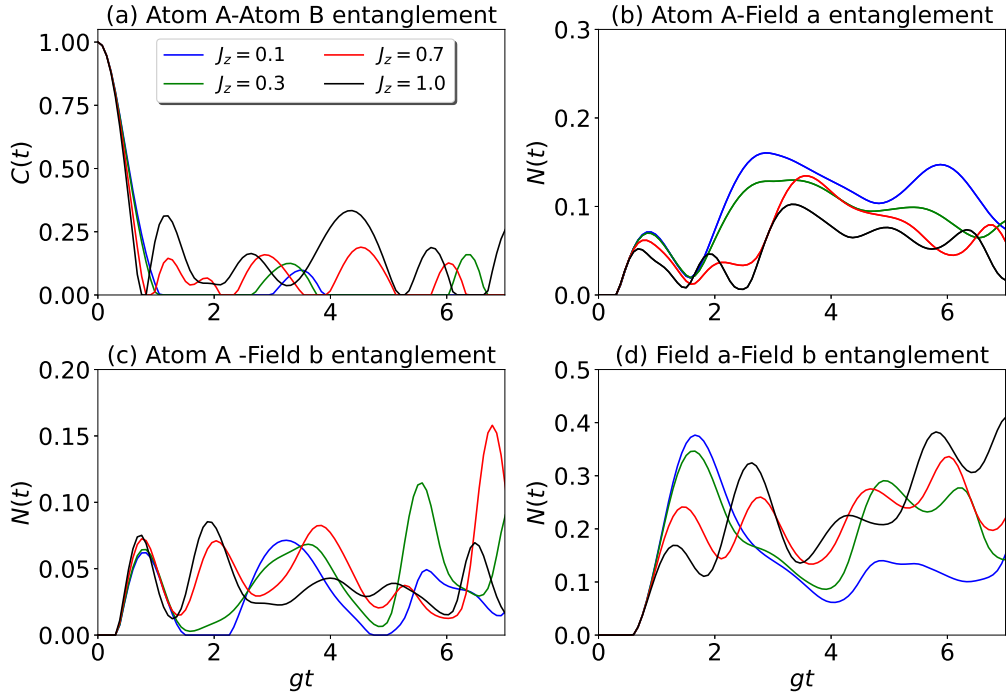 (a) Atom A-Atom B entanglement
1.00
0.75
0.50
0.25
0.00
C(t)
J_z = 0.1
J_z = 0.7
J_z = 0.3
J_z = 1.0
0
2
4
6
(b) Atom A-Field a entanglement
0.3
0.2
0.1
0.0
N(t)
0
2
4
6
(c) Atom A -Field b entanglement
0.20
0.15
0.10
0.05
0.00
N(t)
0
2
4
6
gt
(d) Field a-Field b entanglement
0.5
0.4
0.3
0.2
0.1
0.0
N(t)
0
2
4
6
gt